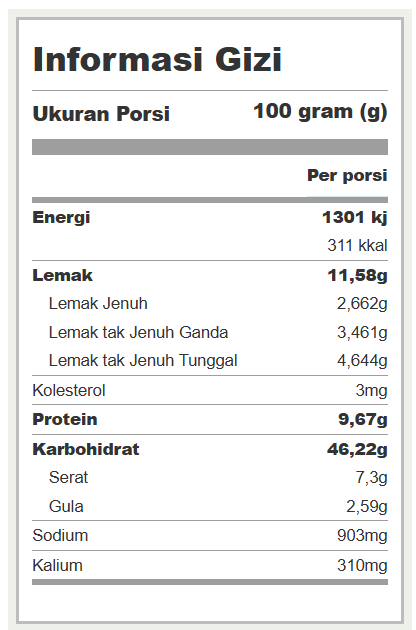 Informasi Gizi
Ukuran Porsi 100 gram (g)
Per porsi
Energi 1301 kj
311 kkal
Lemak 11,58g
Lemak Jenuh 2,662g
Lemak tak Jenuh Ganda 3,461g
Lemak tak Jenuh Tunggal 4,644g
Kolesterol 3mg
Protein 9,67g
Karbohidrat 46,22g
Serat 7,3g
Gula 2,59g
Sodium 903mg
Kalium 310mg